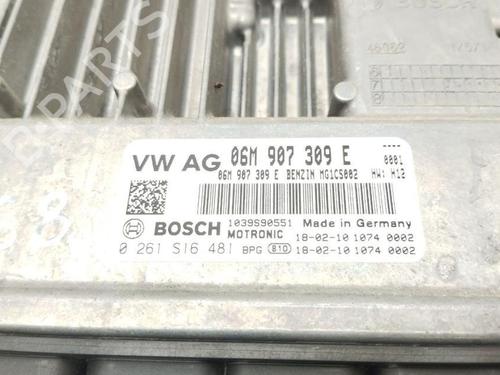 BOSCH
VW AG 06M 907 309 E 0001
06M 907 309 E BENZIN MG1CS002 HW: H12
BOSCH 1039S90551 Made in Germany
MOTRONIC 18-02-10 1074 0002
0 261 S16 481 BPG 810 18-02-10 1074 0002